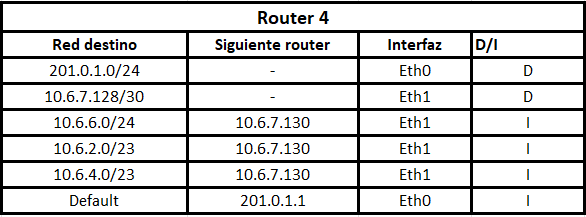 Router 4
Red destino Siguiente router Interfaz D/I
201.0.1.0/24 - Eth0 D
10.6.7.128/30 - Eth1 D
10.6.6.0/24 10.6.7.130 Eth1 I
10.6.2.0/23 10.6.7.130 Eth1 I
10.6.4.0/23 10.6.7.130 Eth1 I
Default 201.0.1.1 Eth0 I